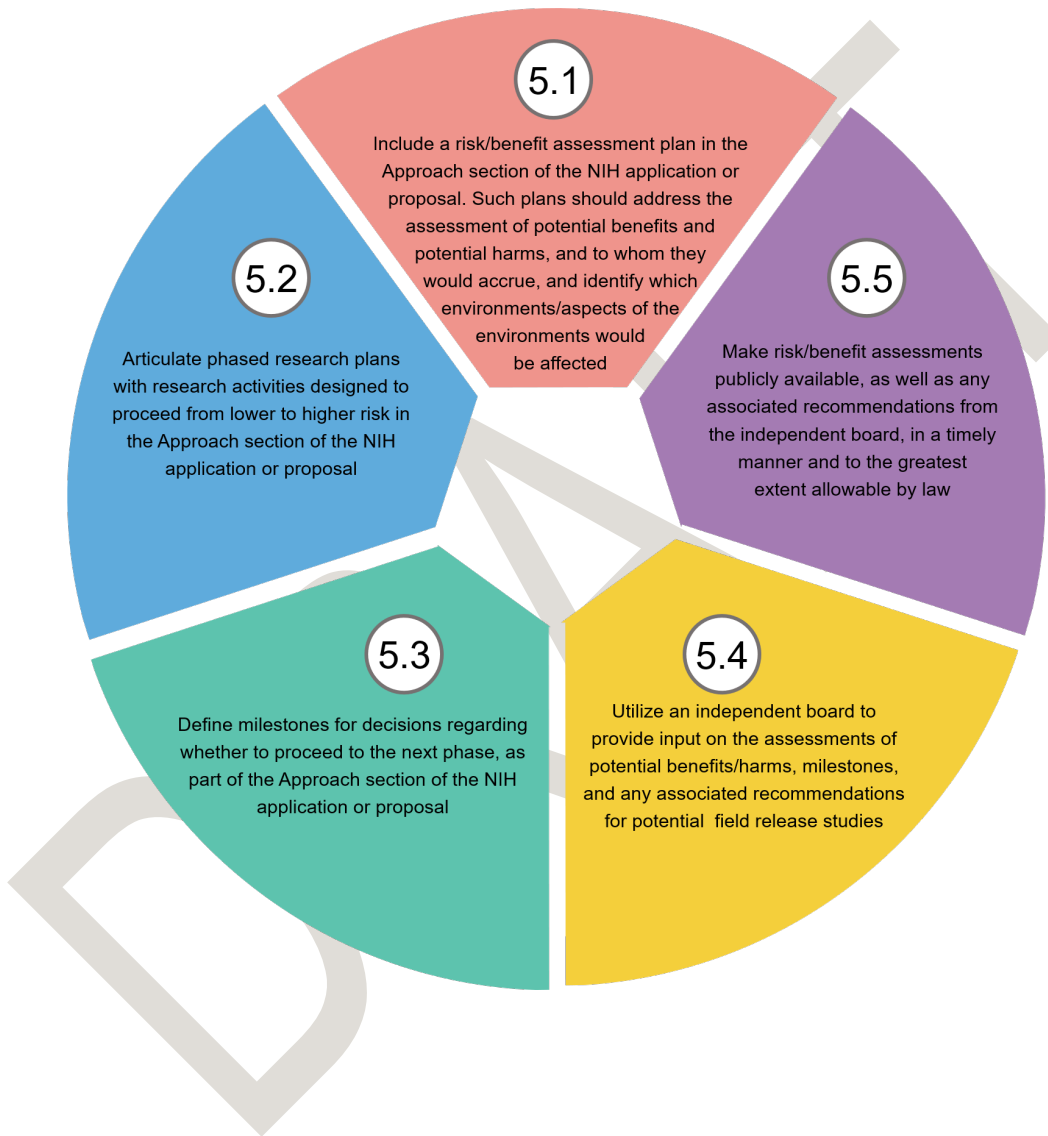 5.1
Include a risk/benefit assessment plan in the
Approach section of the NIH application or
proposal. Such plans should address the
assessment of potential benefits and
potential harms, and to whom they
would accrue, and identify which
environments/aspects of the
environments would
be affected
5.2
Articulate phased research plans
with research activities designed to
proceed from lower to higher risk in
the Approach section of the NIH
application or proposal
5.3
Define milestones for decisions regarding
whether to proceed to the next phase, as
part of the Approach section of the NIH
application or proposal
5.4
Utilize an independent board to
provide input on the assessments of
potential benefits/harms, milestones,
and any associated recommendations
for potential  field release studies
5.5
Make risk/benefit assessments
publicly available, as well as any
associated recommendations from
the independent board, in a timely
manner and to the greatest
extent allowable by law